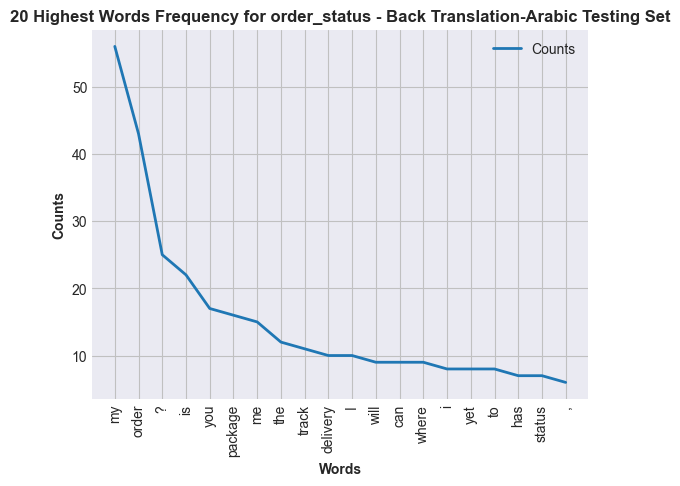 20 Highest Words Frequency for order_status - Back Translation-Arabic Testing Set
Counts
50
40
30
20
10
Counts
my
order
?
is
you
package
me
the
track
delivery
I
will
can
where
i
yet
to
has
status
,
Words